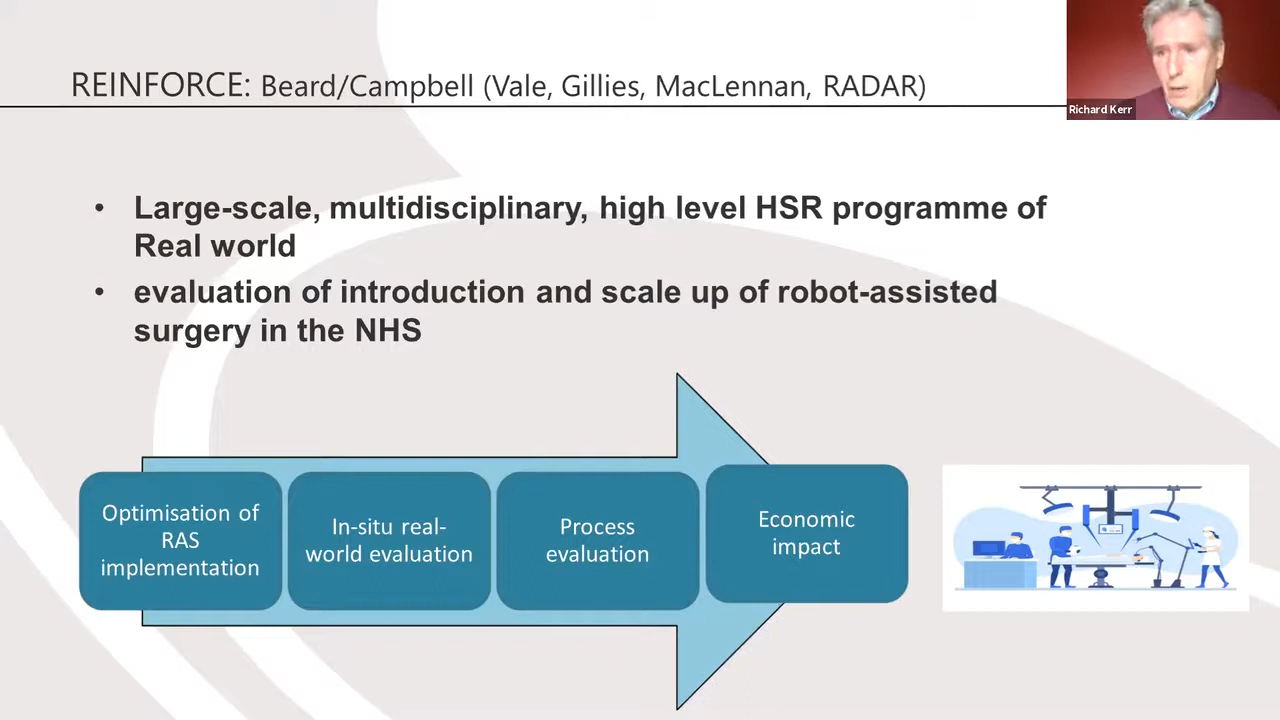 REINFORCE: Beard/Campbell (Vale, Gillies, MacLennan, RADAR)
Richard Kerr
• Large-scale, multidisciplinary, high level HSR programme of
Real world
• evaluation of introduction and scale up of robot-assisted
surgery in the NHS
Optimisation of
RAS
implementation
In-situ real-
world evaluation
Process
evaluation
Economic
impact